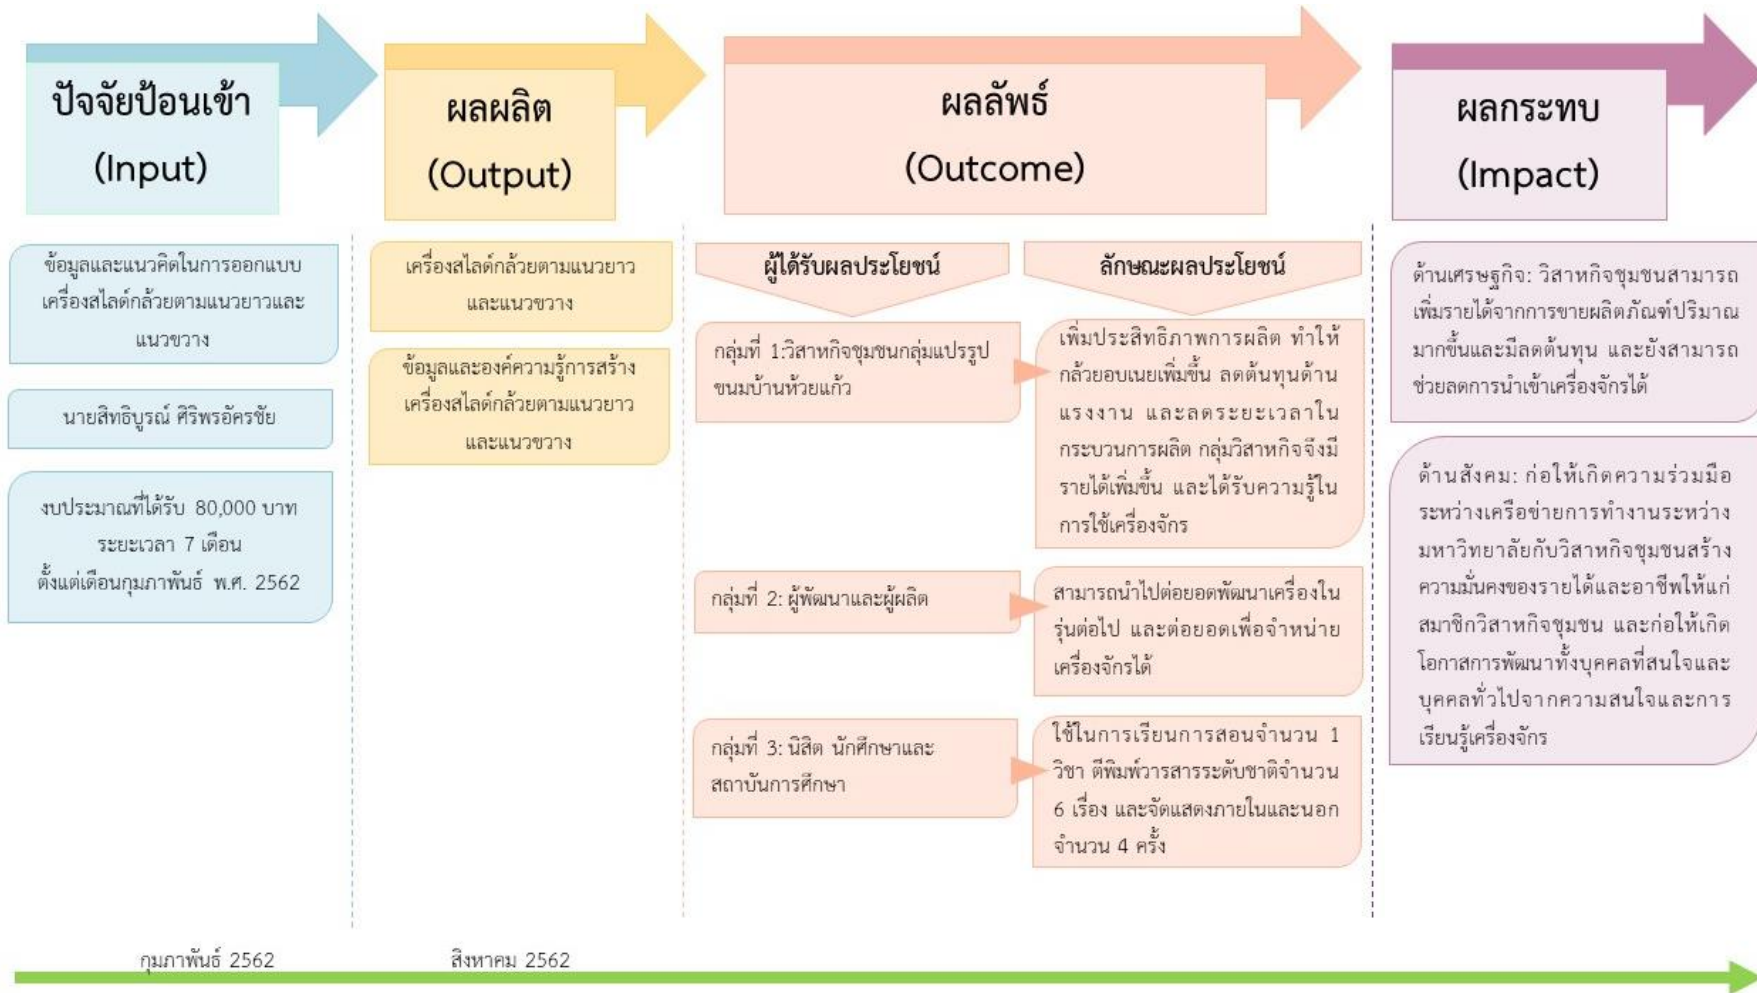 ปัจจัยป้อนเข้า
(Input)
ข้อมูลและแนวคิดในการออกแบบ
เครื่องสไลด์กล้วยตามแนวยาวและ
แนวขวาง
นายสิทธิบูรณ์ ศิริพรอัครชัย
งบประมาณที่ได้รับ 80,000 บาท
ระยะเวลา 7 เดือน
ตั้งแต่เดือนกุมภาพันธ์ พ.ศ. 2562
ผลผลิต
(Output)
เครื่องสไลด์กล้วยตามแนวยาว
และแนวขวาง
ข้อมูลและองค์ความรู้การสร้าง
เครื่องสไลด์กล้วยตามแนวยาว
และแนวขวาง
ผลลัพธ์
(Outcome)
ผู้ได้รับผลประโยชน์
ลักษณะผลประโยชน์
กลุ่มที่ 1:วิสาหกิจชุมชนกลุ่มแปรรูป
ขนมบ้านห้วยแก้ว
เพิ่มประสิทธิภาพการผลิต ทำให้
กล้วยอบเนยเพิ่มขึ้น ลดต้นทุนด้าน
แรงงาน และลดระยะเวลาใน
กระบวนการผลิต กลุ่มวิสาหกิจจึงมี
รายได้เพิ่มขึ้น และได้รับความรู้ใน
การใช้เครื่องจักร
กลุ่มที่ 2: ผู้พัฒนาและผู้ผลิต
สามารถนำไปต่อยอดพัฒนาเครื่องใน
รุ่นต่อไป และต่อยอดเพื่อจำหน่าย
เครื่องจักรได้
กลุ่มที่ 3: นิสิต นักศึกษาและ
สถาบันการศึกษา
ใช้ในการเรียนการสอนจำนวน 1
วิชา ตีพิมพ์วารสารระดับชาติจำนวน
6 เรื่อง และจัดแสดงภายในและนอก
จำนวน 4 ครั้ง
ผลกระทบ
(Impact)
ด้านเศรษฐกิจ: วิสาหกิจชุมชนสามารถ
เพิ่มรายได้จากการขายผลิตภัณฑ์ปริมาณ
มากขึ้นและมีลดต้นทุน และยังสามารถ
ช่วยลดการนำเข้าเครื่องจักรได้
ด้านสังคม: ก่อให้เกิดความร่วมมือ
ระหว่างเครือข่ายการทำงานระหว่าง
มหาวิทยาลัยกับวิสาหกิจชุมชนสร้าง
ความมั่นคงของรายได้และอาชีพให้แก่
สมาชิกวิสาหกิจชุมชน และก่อให้เกิด
โอกาสการพัฒนาทั้งบุคคลที่สนใจและ
บุคคลทั่วไปจากความสนใจและการ
เรียนรู้เครื่องจักร
กุมภาพันธ์ 2562
สิงหาคม 2562